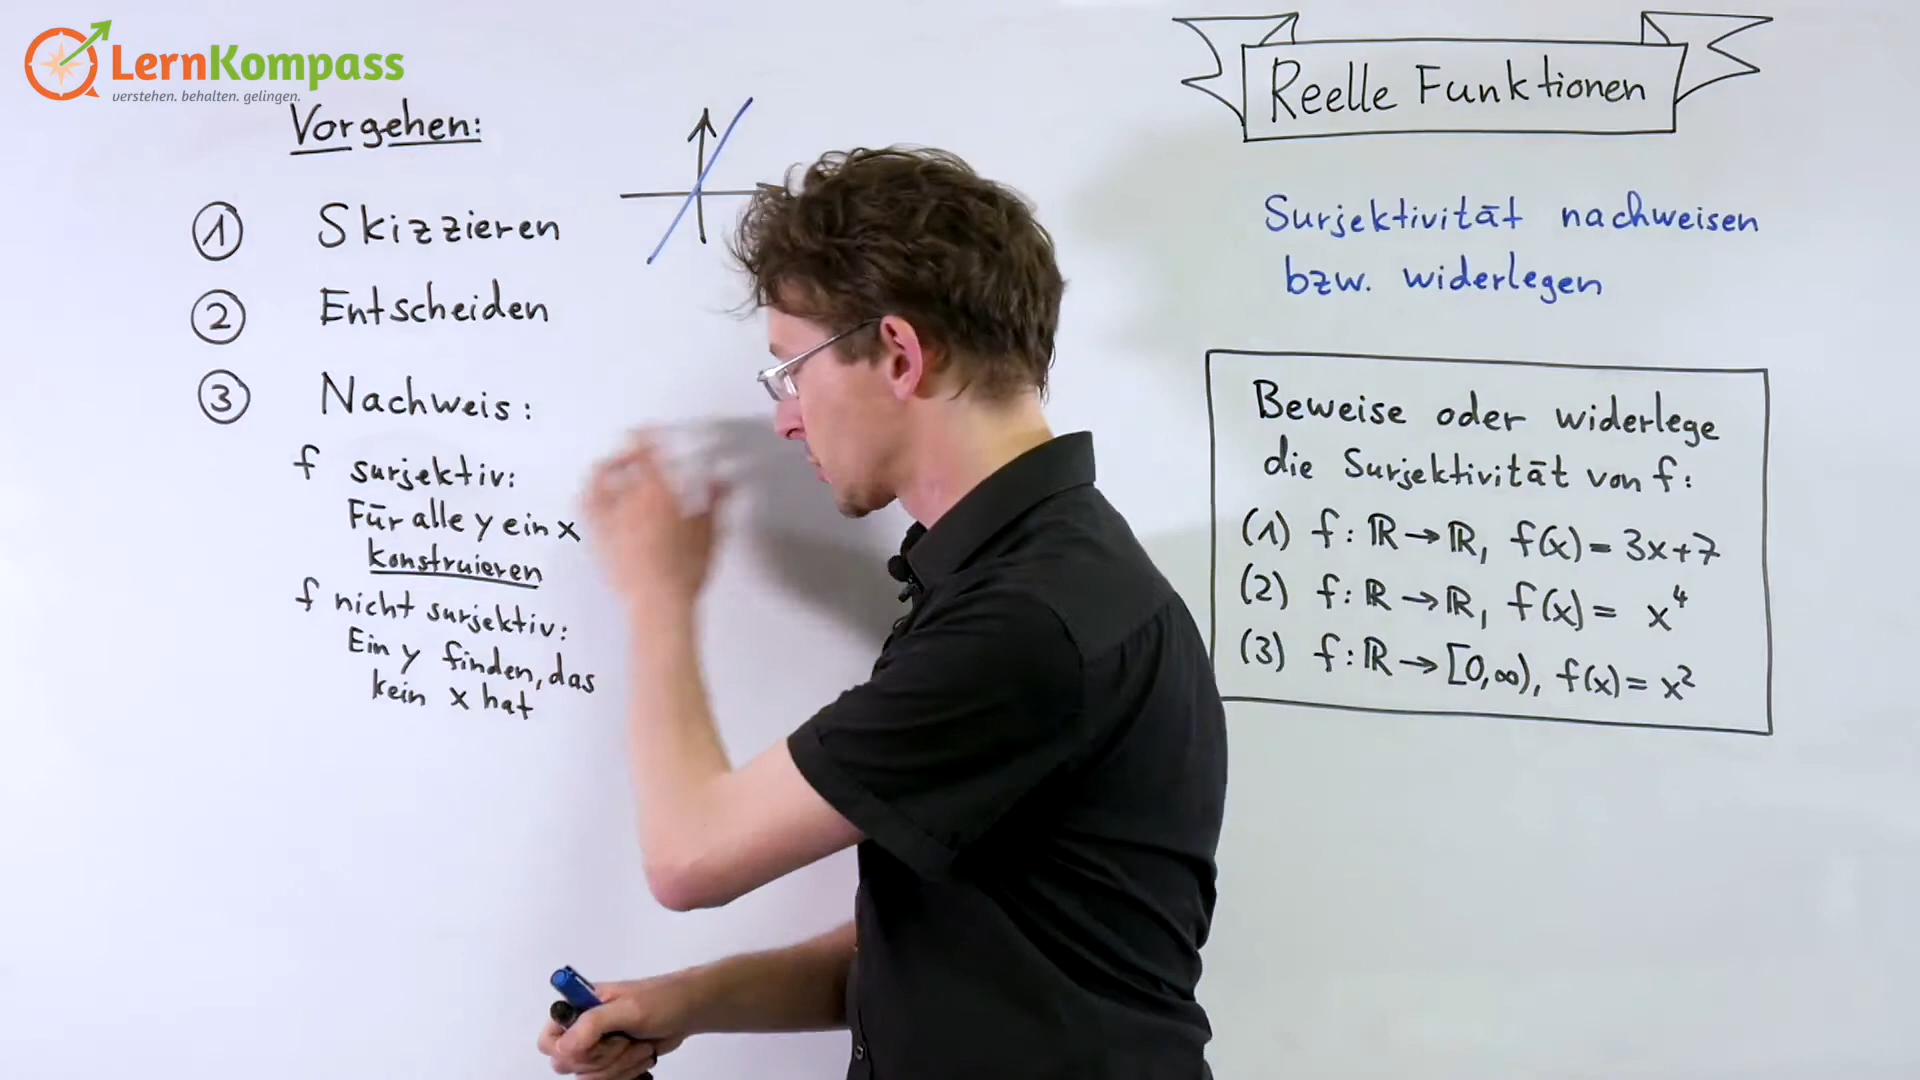 LernKompass
verstehen. behalten. gelingen.
Vorgehen:
1 Skizzieren
2 Entscheiden
3 Nachweis:
f surjektiv:
Für alle y ein x
konstruieren
f nicht surjektiv:
Ein y finden, das
kein x hat
Reelle Funktionen
Surjektivität nachweisen
bzw. widerlegen
Beweise oder widerlege
die Surjektivität von f:
(1) f: ℝ → ℝ, f(x) = 3x+7
(2) f: ℝ → ℝ, f(x) = x⁴
(3) f: ℝ → [0,∞), f(x) = x²